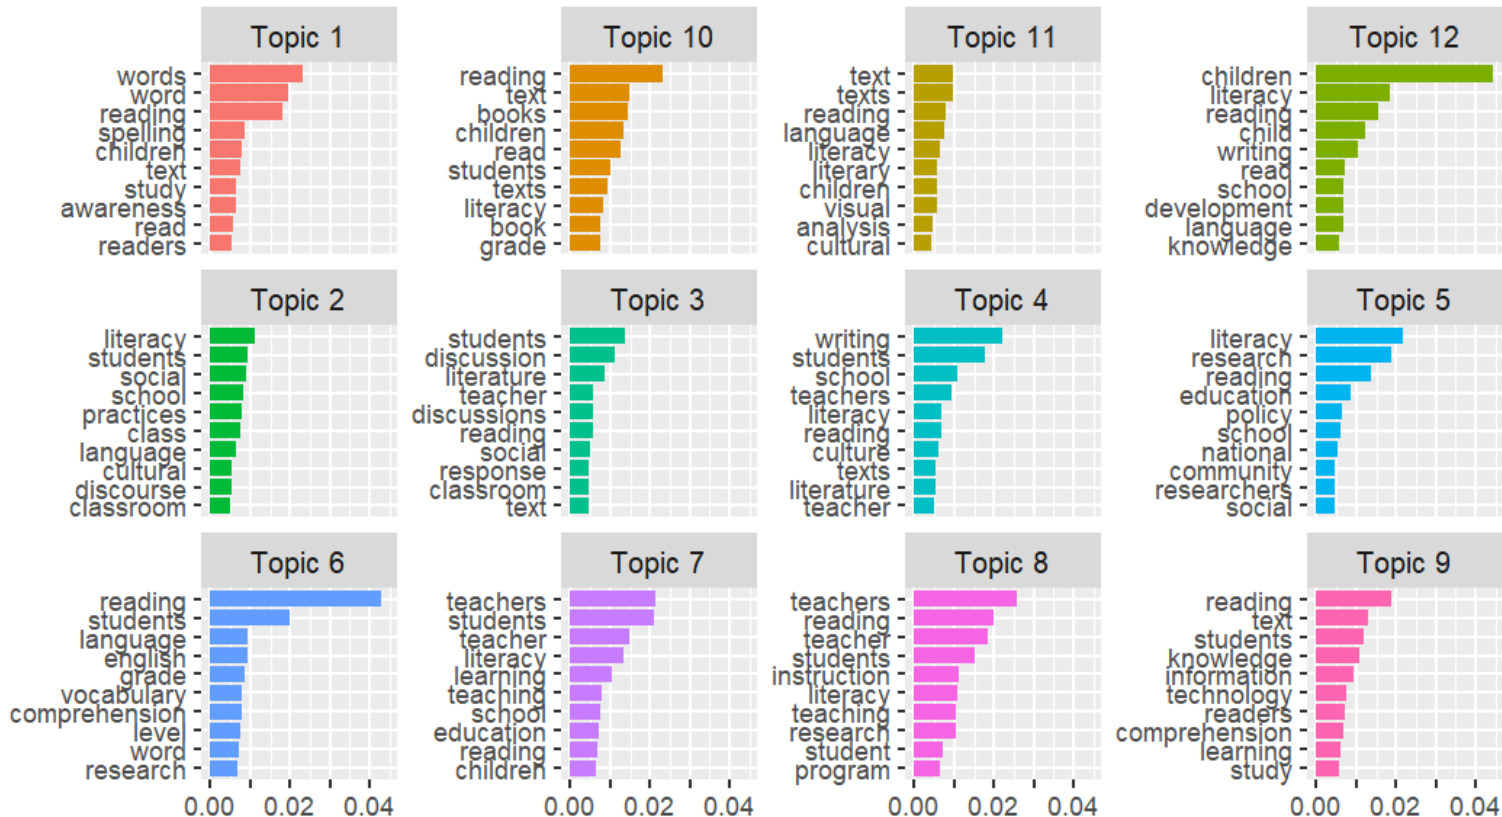 Topic 1
words
word
reading
spelling
children
text
study
awareness
read
readers
Topic 10
reading
text
books
children
read
students
texts
literacy
book
grade
Topic 11
text
texts
reading
language
literacy
literary
children
visual
analysis
cultural
Topic 12
children
literacy
reading
child
writing
read
school
development
language
knowledge
Topic 2
literacy
students
social
school
practices
class
language
cultural
discourse
classroom
Topic 3
students
discussion
literature
teacher
discussions
reading
social
response
classroom
text
Topic 4
writing
students
school
teachers
literacy
reading
culture
texts
literature
teacher
Topic 5
literacy
research
reading
education
policy
school
national
community
researchers
social
Topic 6
reading
students
language
english
grade
vocabulary
comprehension
level
word
research
0.00 0.02 0.04
Topic 7
teachers
students
teacher
literacy
learning
teaching
school
education
reading
children
0.00 0.02 0.04
Topic 8
teachers
reading
teacher
students
instruction
literacy
teaching
research
student
program
0.00 0.02 0.04
Topic 9
reading
text
students
knowledge
information
technology
readers
comprehension
learning
study
0.00 0.02 0.04